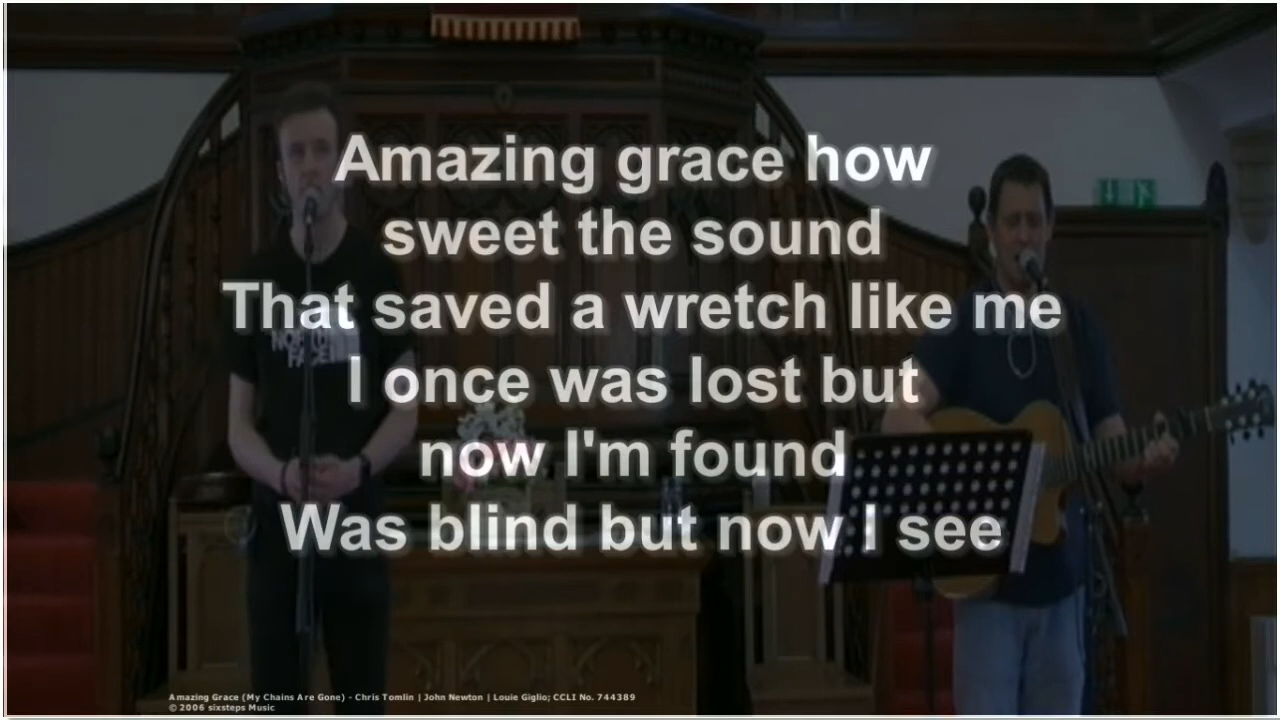 Amazing grace how
sweet the sound
That saved a wretch like me
I once was lost but
now I'm found
Was blind but now I see
NORTH
FACE
Amazing Grace (My Chains Are Gone) - Chris Tomlin | John Newton | Louie Giglio; CCLI No. 744389
© 2006 sixsteps Music